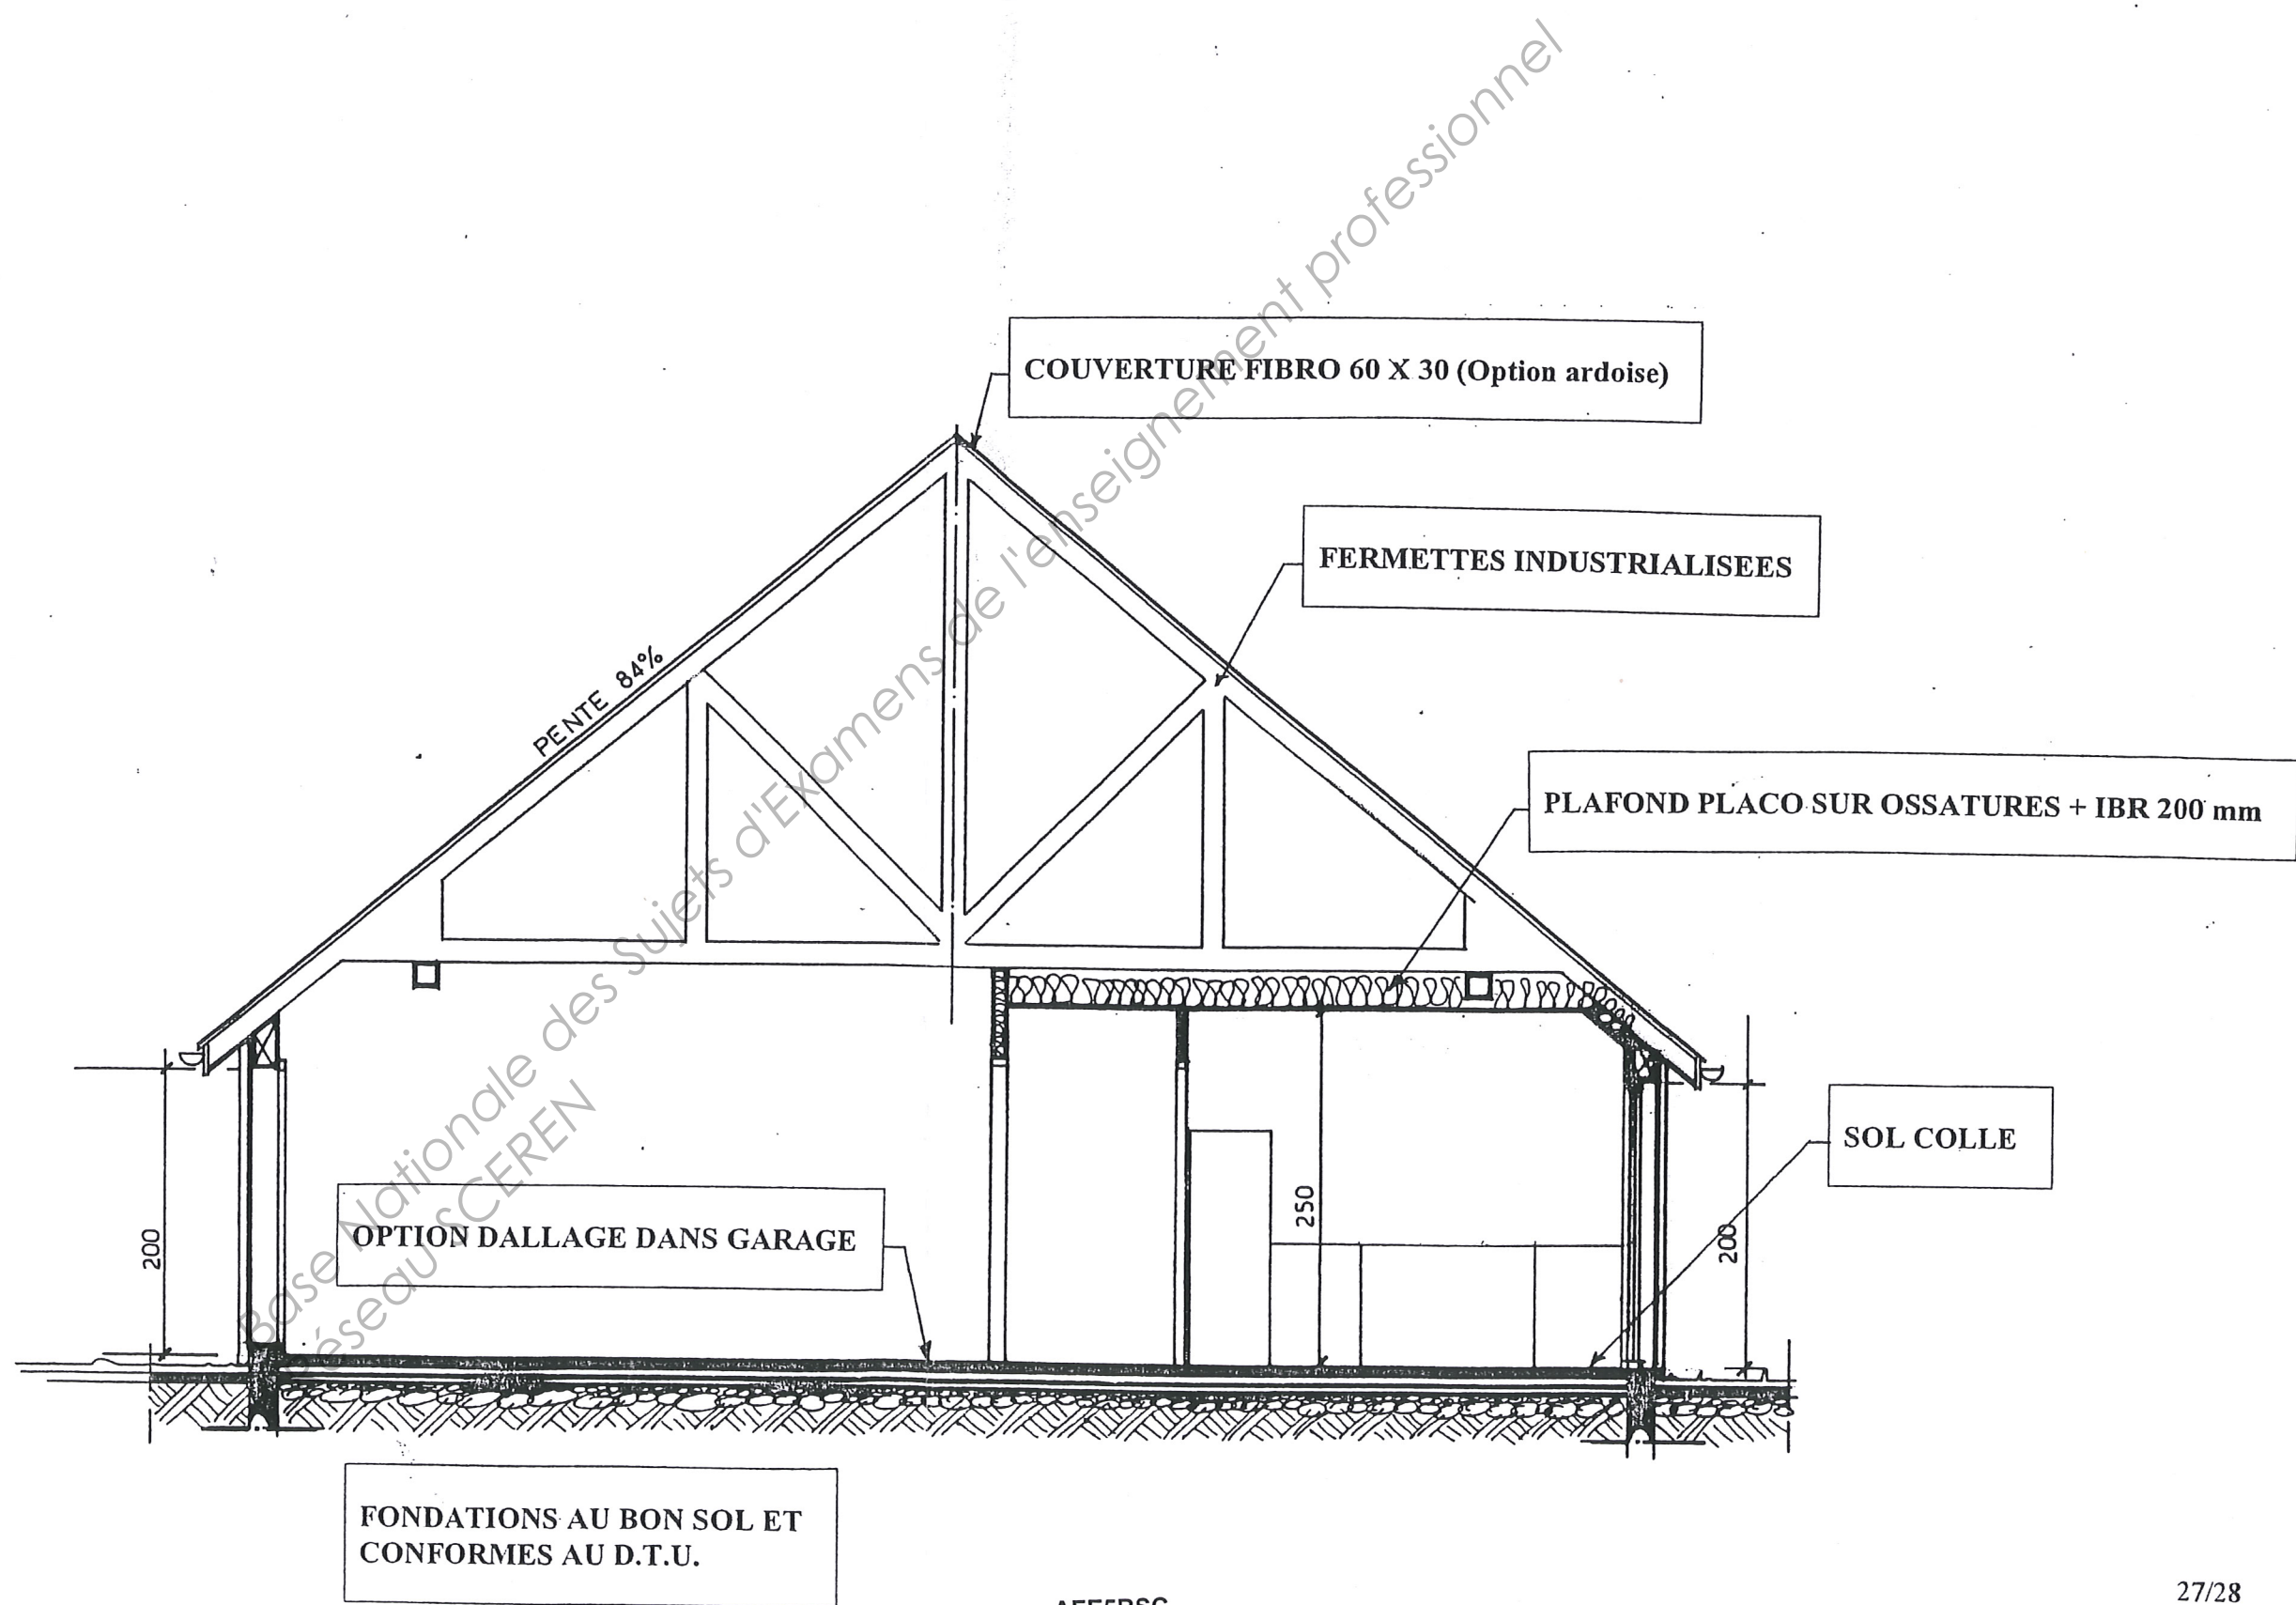 COUVERTURE FIBRO 60 X 30 (Option ardoise)
FERMETTES INDUSTRIALISEES
PENTE 84%
PLAFOND PLACO SUR OSSATURES + IBR 200 mm
SOL COLLE
250
200
200
OPTION DALLAGE DANS GARAGE
FONDATIONS AU BON SOL ET
CONFORMES AU D.T.U.
Base Nationale des Sujets d'Examens de l'enseignement professionnel
Réseau SCEREN
27/28